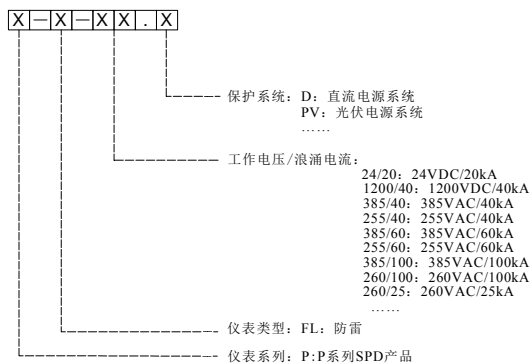 X-X-XX.X
保护系统：D：直流电源系统
PV：光伏电源系统
……
工作电压/浪涌电流：
24/20：24VDC/20kA
1200/40：1200VDC/40kA
385/40：385VAC/40kA
255/40：255VAC/40kA
385/60：385VAC/60kA
255/60：255VAC/60kA
385/100：385VAC/100kA
260/100：260VAC/100kA
260/25：260VAC/25kA
……
仪表类型：FL：防雷
仪表系列：P:P系列SPD产品